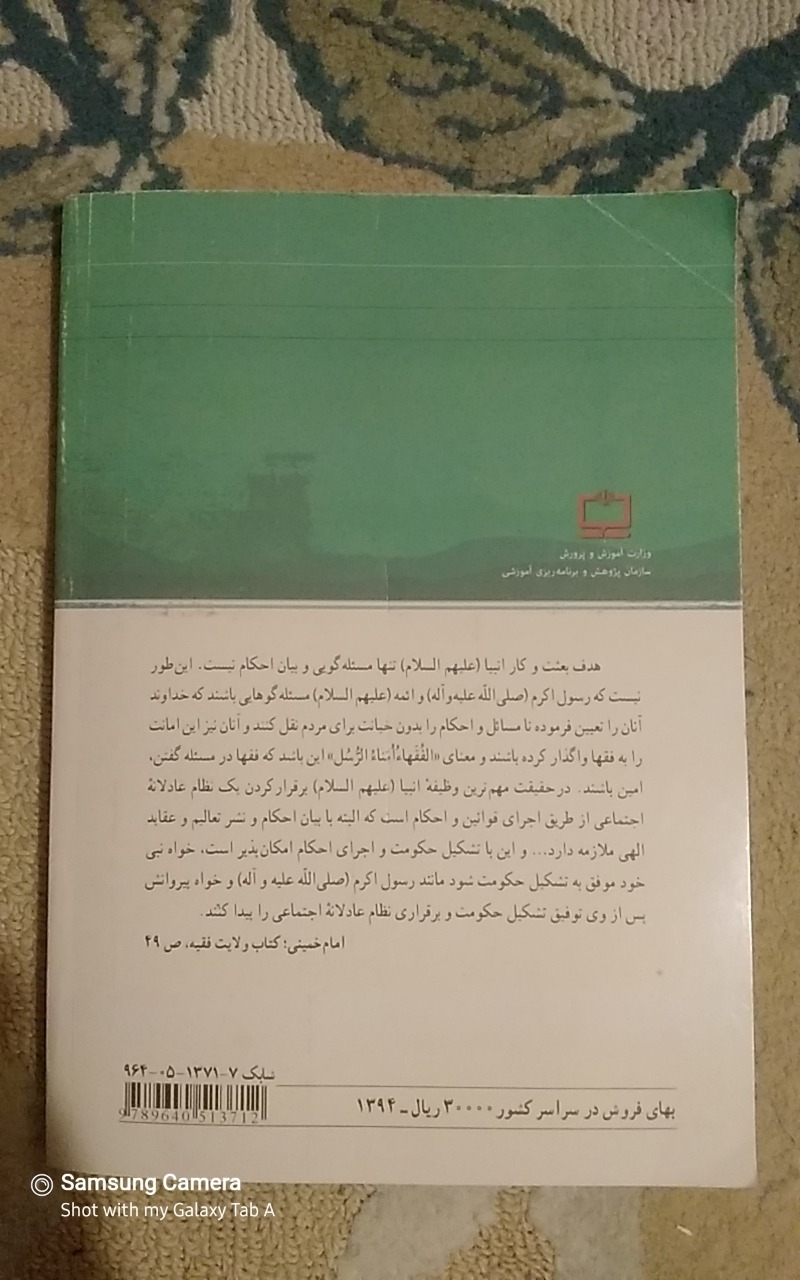 وزارت آموزش و پرورش
سازمان پژوهش و برنامه‌ریزی آموزشی
هدف بعثت و کار انبیا (علیهم السلام) تنها مسئله‌گویی و بیان احکام نیست. این‌طور
نیست که رسول اکرم (صلی‌اللّه علیه‌وآله) و ائمه (علیهم السلام) مسئله‌گوهایی باشند که خداوند
آنان را تعیین فرموده تا مسائل و احکام را بدون خیانت برای مردم نقل کنند و آنان نیز این امانت
را به فقها واگذار کرده باشند و معنای «الفُقَهاءُ اُمَناءُ الرُّسُل» این باشد که فقها در مسئله گفتن،
امین باشند. درحقیقت مهم‌ترین وظیفهٔ انبیا (علیهم السلام) برقرارکردن یک نظام عادلانهٔ
اجتماعی از طریق اجرای قوانین و احکام است که البته با بیان احکام و نشر تعالیم و عقاید
الهی ملازمه دارد... و این با تشکیل حکومت و اجرای احکام امکان‌پذیر است، خواه نبی
خود موفق به تشکیل حکومت شود مانند رسول اکرم (صلی‌اللّه علیه و آله) و خواه پیروانش
پس از وی توفیق تشکیل حکومت و برقراری نظام عادلانهٔ اجتماعی را پیدا کنند.
امام‌خمینی؛ کتاب ولایت فقیه، ص ۴۹
شابک ۷-۱۳۷۱-۰۵-۹۶۴
9789640513712
بهای فروش در سراسر کشور ۳۰۰۰۰ ریال ـ ۱۳۹۴
Samsung Camera
Shot with my Galaxy Tab A